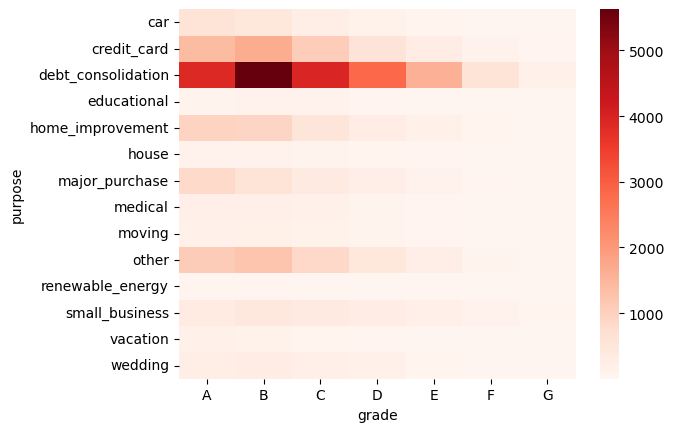 car
credit_card
debt_consolidation
educational
home_improvement
house
major_purchase
medical
moving
other
renewable_energy
small_business
vacation
wedding
purpose
A B C D E F G
grade
5000
4000
3000
2000
1000